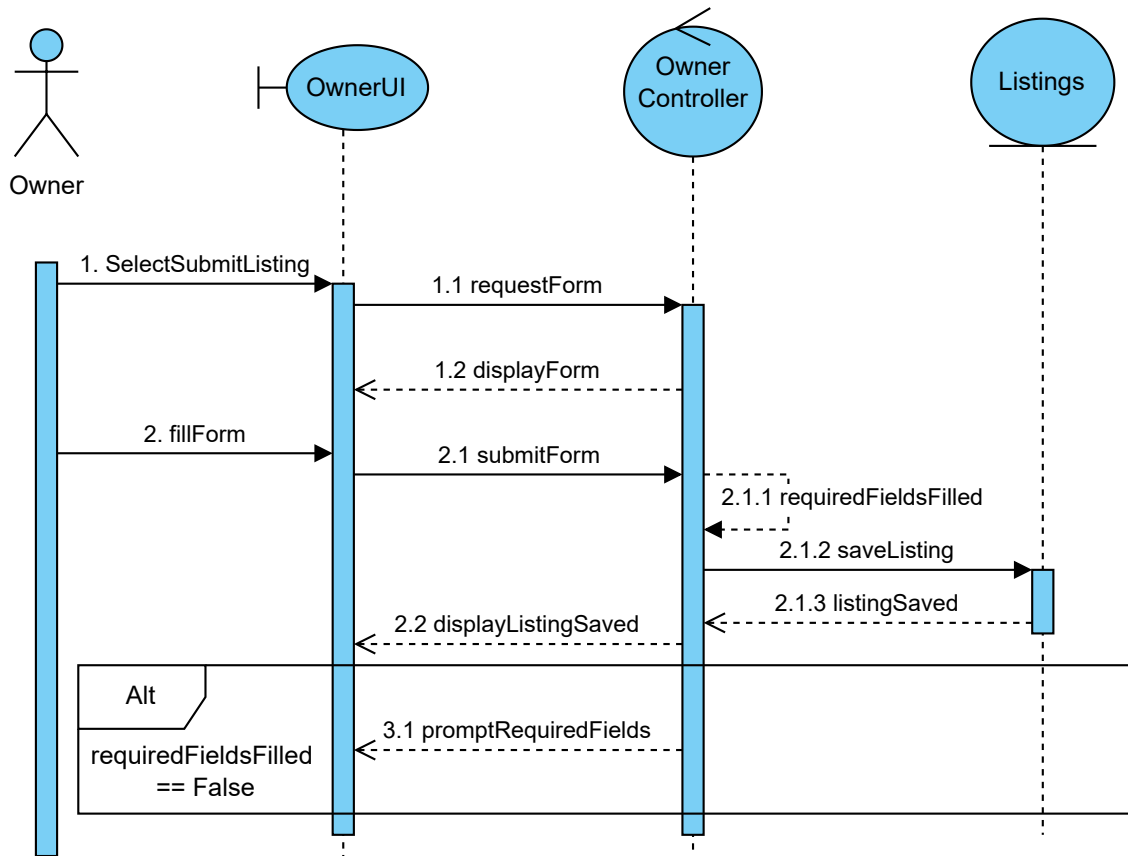 OwnerUI
Owner
Controller
Listings
Owner
1. SelectSubmitListing
1.1 requestForm
1.2 displayForm
2. fillForm
2.1 submitForm
2.1.1 requiredFieldsFilled
2.1.2 saveListing
2.1.3 listingSaved
2.2 displayListingSaved
Alt
3.1 promptRequiredFields
requiredFieldsFilled
== False